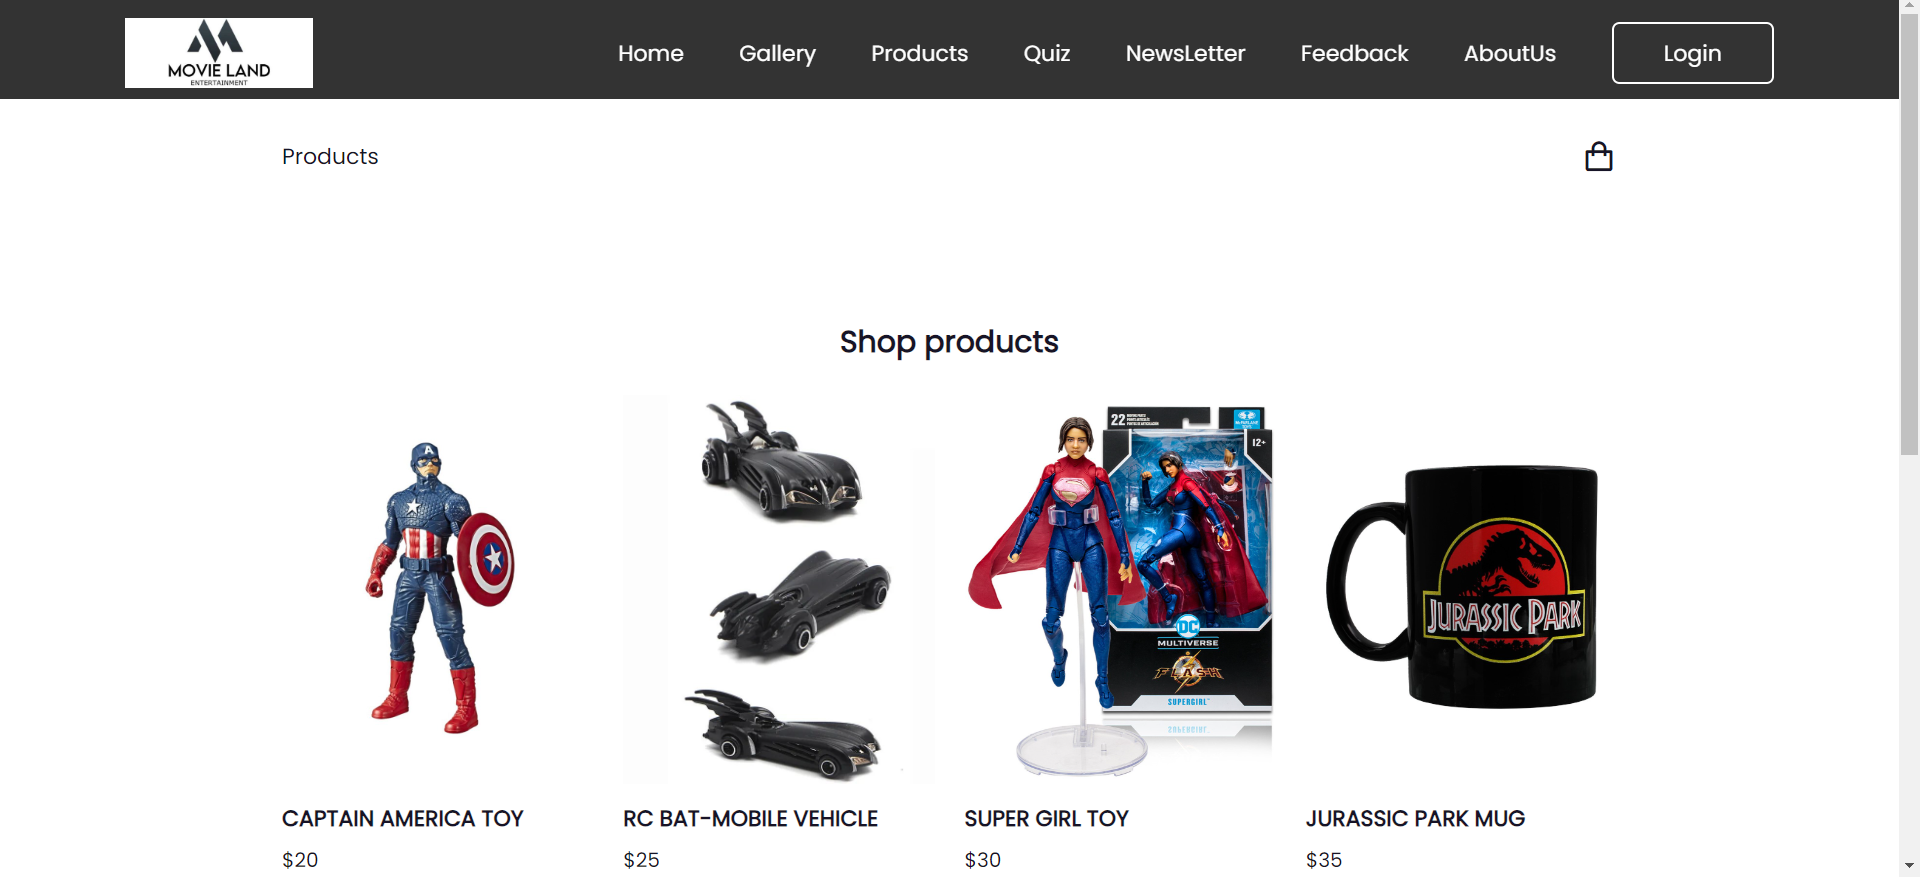 MOVIE LAND
ENTERTAINMENT
Home Gallery Products Quiz NewsLetter Feedback AboutUs Login
Products
Shop products
A
22
12+
JURASSIC PARK
DC
MULTIVERSE
FLASH
SUPERGIRL
CAPTAIN AMERICA TOY
RC BAT-MOBILE VEHICLE
SUPER GIRL TOY
JURASSIC PARK MUG
$20
$25
$30
$35